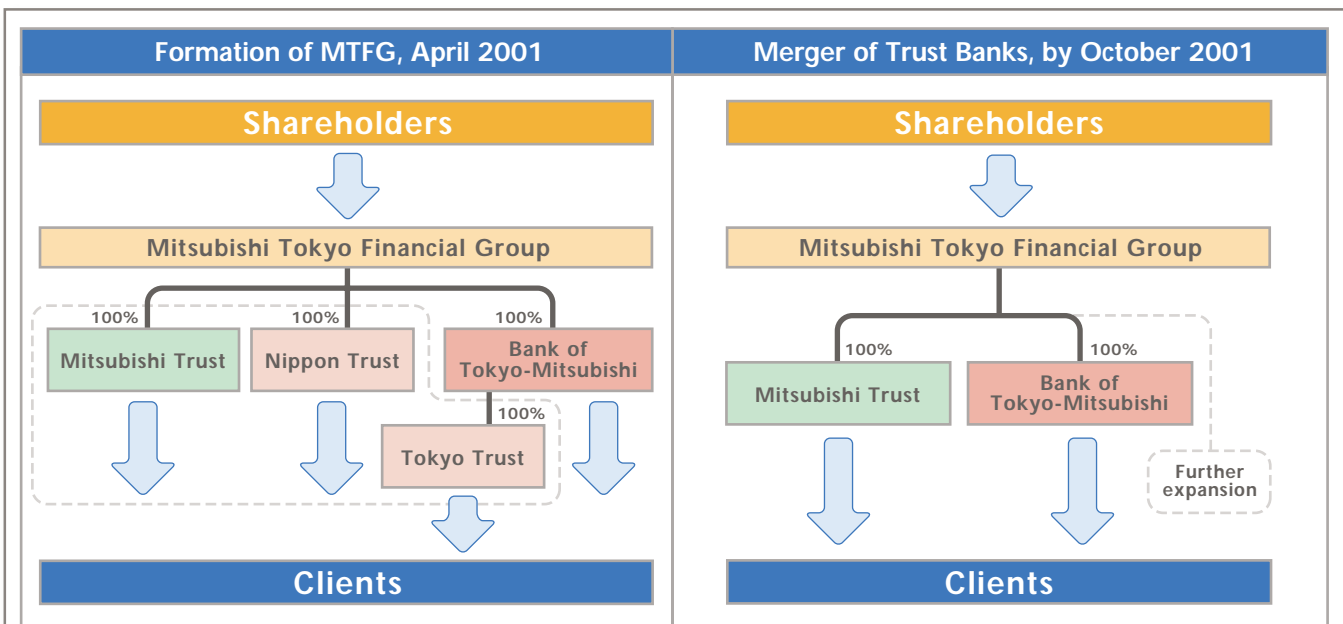 Formation of MTFG, April 2001
Shareholders
Mitsubishi Tokyo Financial Group
100%
100%
100%
Mitsubishi Trust
Nippon Trust
Bank of
Tokyo-Mitsubishi
100%
Tokyo Trust
Clients
Merger of Trust Banks, by October 2001
Shareholders
Mitsubishi Tokyo Financial Group
100%
100%
Mitsubishi Trust
Bank of
Tokyo-Mitsubishi
Further
expansion
Clients